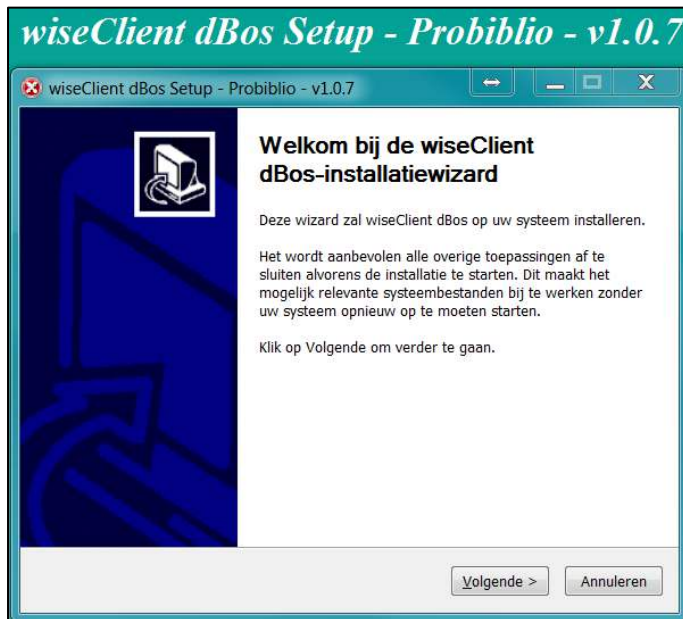 wiseClient dBos Setup - Probiblio - v1.0.7
wiseClient dBos Setup - Probiblio - v1.0.7
Welkom bij de wiseClient
dBos-installatiewizard
Deze wizard zal wiseClient dBos op uw systeem installeren.
Het wordt aanbevolen alle overige toepassingen af te
sluiten alvorens de installatie te starten. Dit maakt het
mogelijk relevante systeembestanden bij te werken zonder
uw systeem opnieuw op te moeten starten.
Klik op Volgende om verder te gaan.
Volgende >
Annuleren